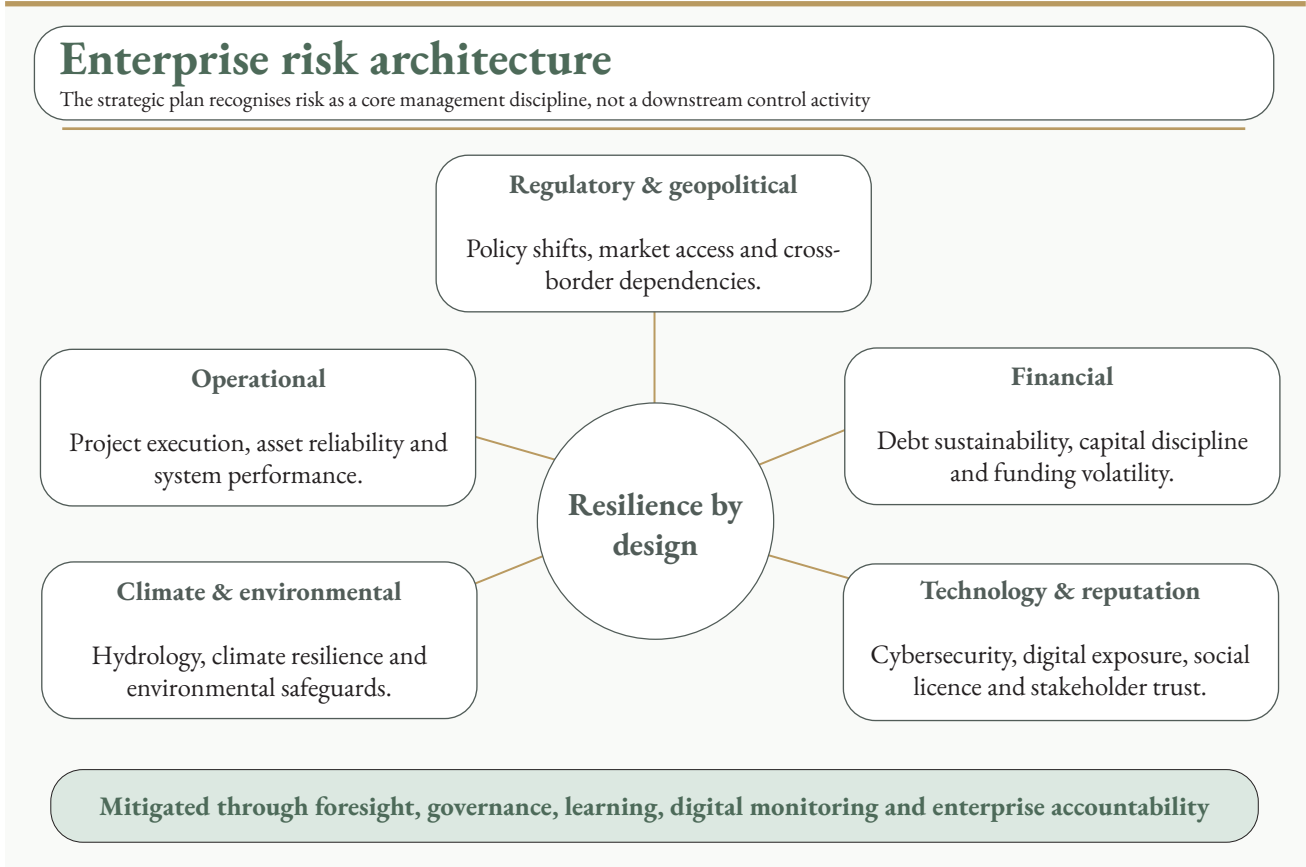 Enterprise risk architecture
The strategic plan recognises risk as a core management discipline, not a downstream control activity
Regulatory & geopolitical
Policy shifts, market access and cross-
border dependencies.
Operational
Project execution, asset reliability and
system performance.
Financial
Debt sustainability, capital discipline
and funding volatility.
Resilience by
design
Climate & environmental
Hydrology, climate resilience and
environmental safeguards.
Technology & reputation
Cybersecurity, digital exposure, social
licence and stakeholder trust.
Mitigated through foresight, governance, learning, digital monitoring and enterprise accountability